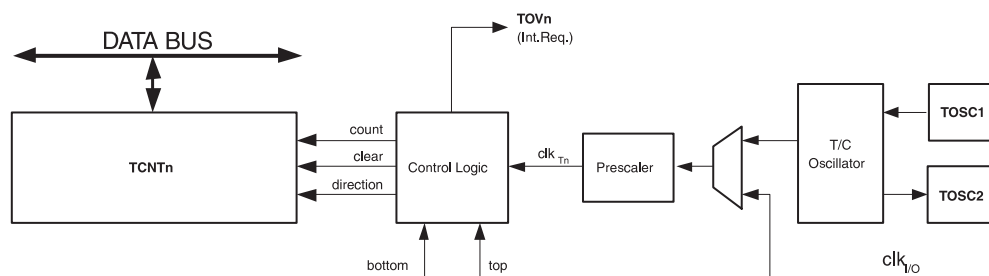 DATA BUS
TOVn
(Int.Req.)
TCNTn
count
clear
direction
Control Logic
clk Tn
Prescaler
T/C
Oscillator
TOSC1
TOSC2
bottom
top
clk I/O